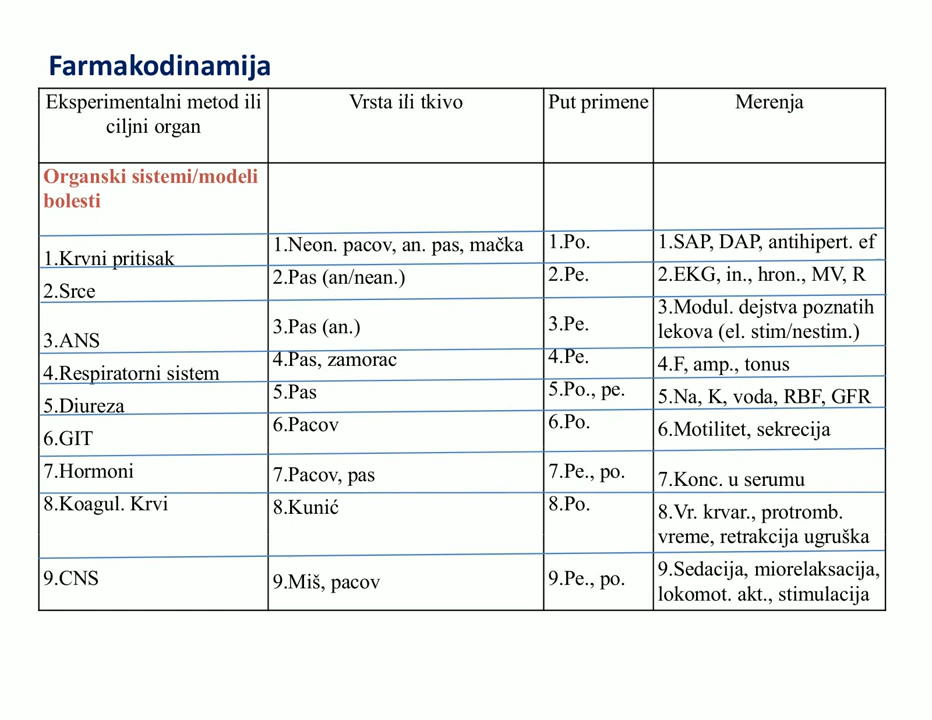 Farmakodinamija
Eksperimentalni metod ili
ciljni organ
Vrsta ili tkivo
Put primene
Merenja
Organski sistemi/modeli
bolesti
1.Krvni pritisak
1.Neon. pacov, an. pas, mačka
1.Po.
1.SAP, DAP, antihipert. ef
2.Srce
2.Pas (an/nean.)
2.Pe.
2.EKG, in., hron., MV, R
3.ANS
3.Pas (an.)
3.Pe.
3.Modul. dejstva poznatih
lekova (el. stim/nestim.)
4.Respiratorni sistem
4.Pas, zamorac
4.Pe.
4.F, amp., tonus
5.Diureza
5.Pas
5.Po., pe.
5.Na, K, voda, RBF, GFR
6.GIT
6.Pacov
6.Po.
6.Motilitet, sekrecija
7.Hormoni
7.Pacov, pas
7.Pe., po.
7.Konc. u serumu
8.Koagul. Krvi
8.Kunić
8.Po.
8.Vr. krvar., protromb.
vreme, retrakcija ugruška
9.CNS
9.Miš, pacov
9.Pe., po.
9.Sedacija, miorelaksacija,
lokomot. akt., stimulacija